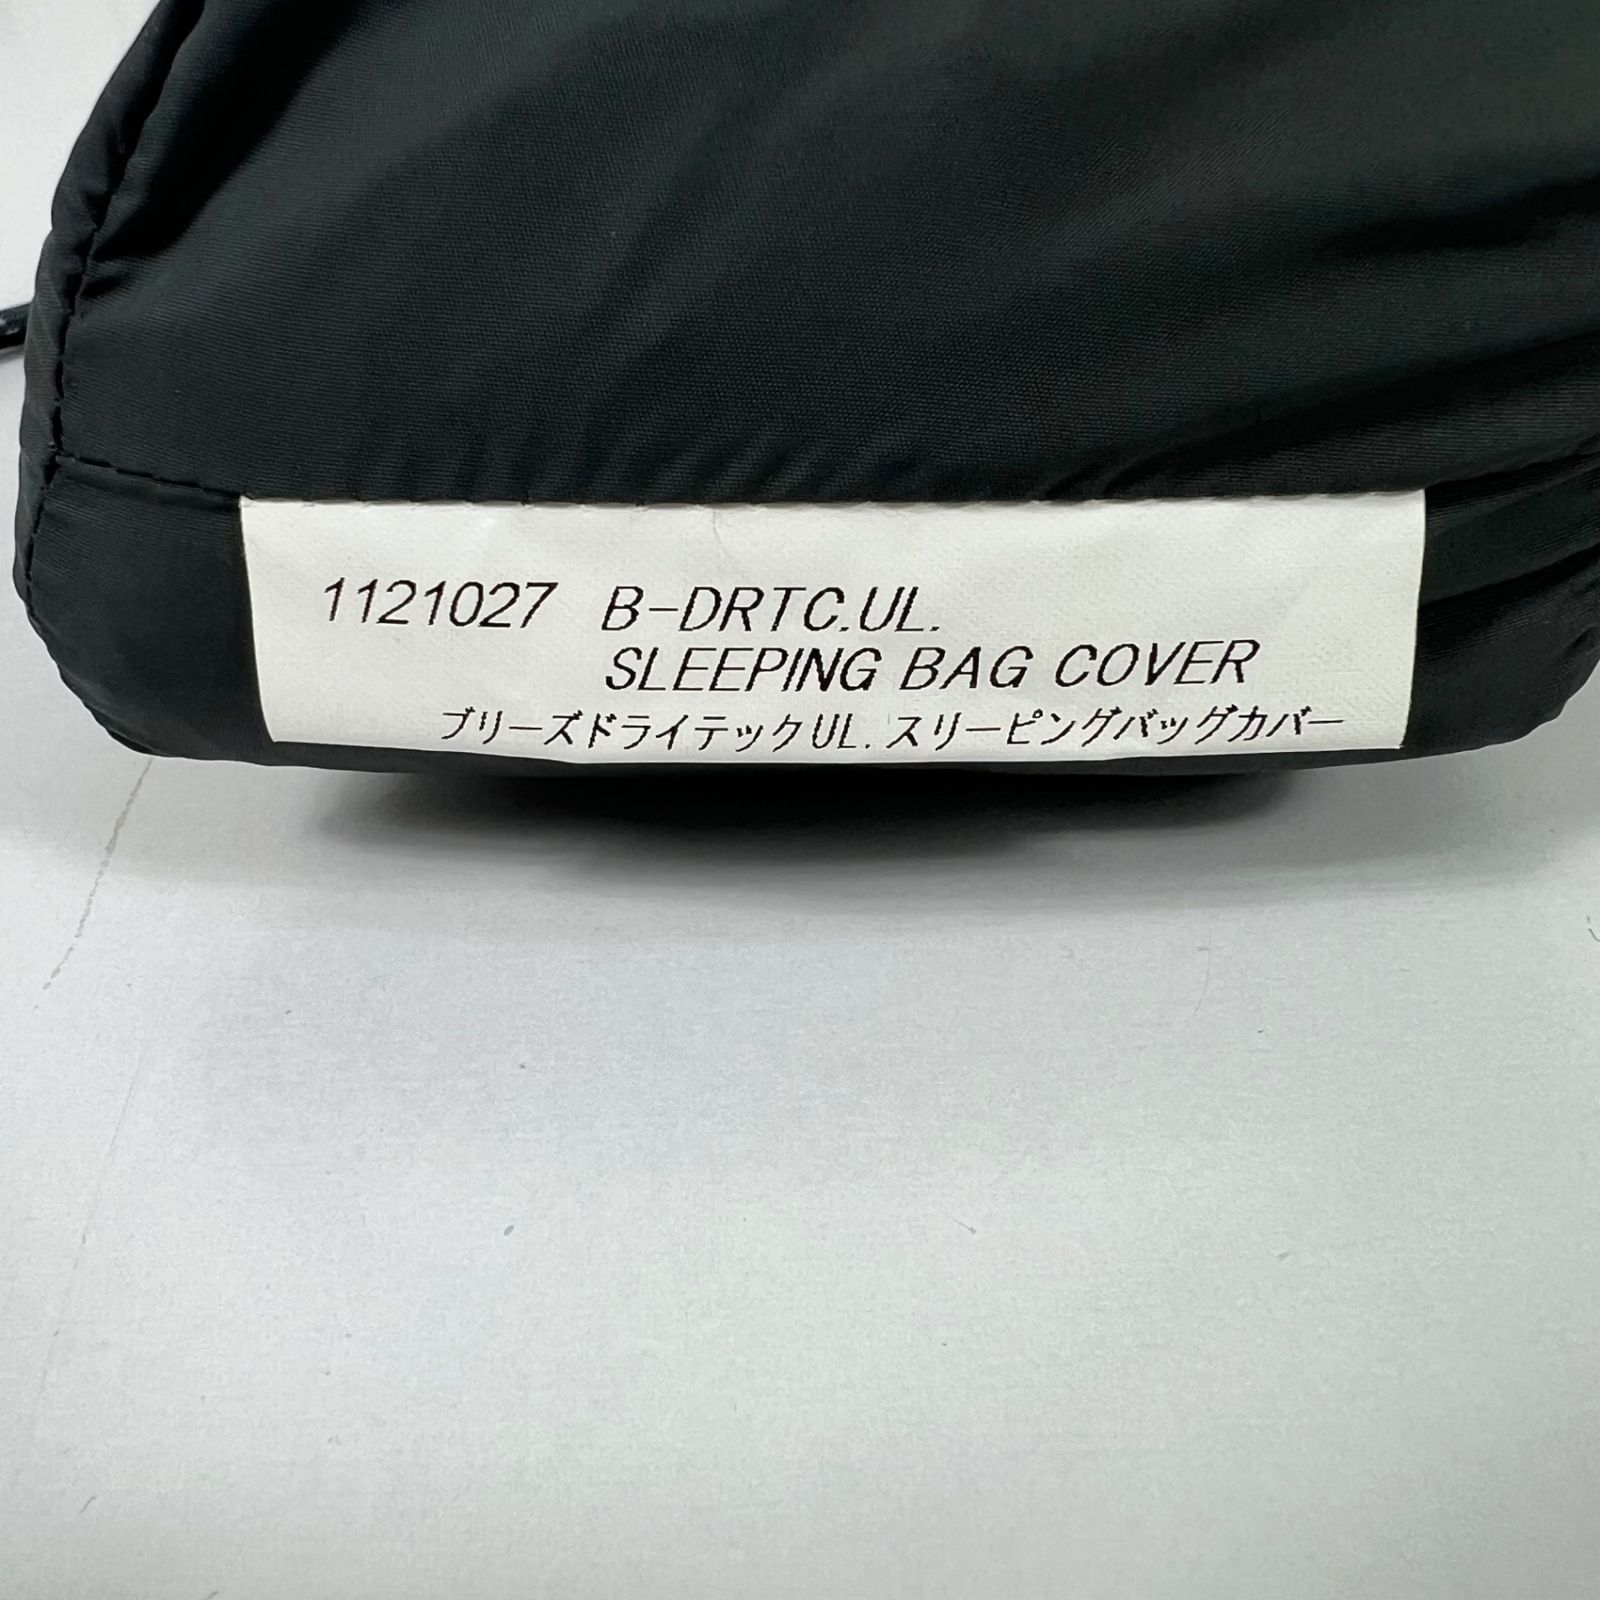 1121027 B-DRTC.UL.
SLEEPING BAG COVER
ブリーズドライテックUL.スリーピングバッグカバー